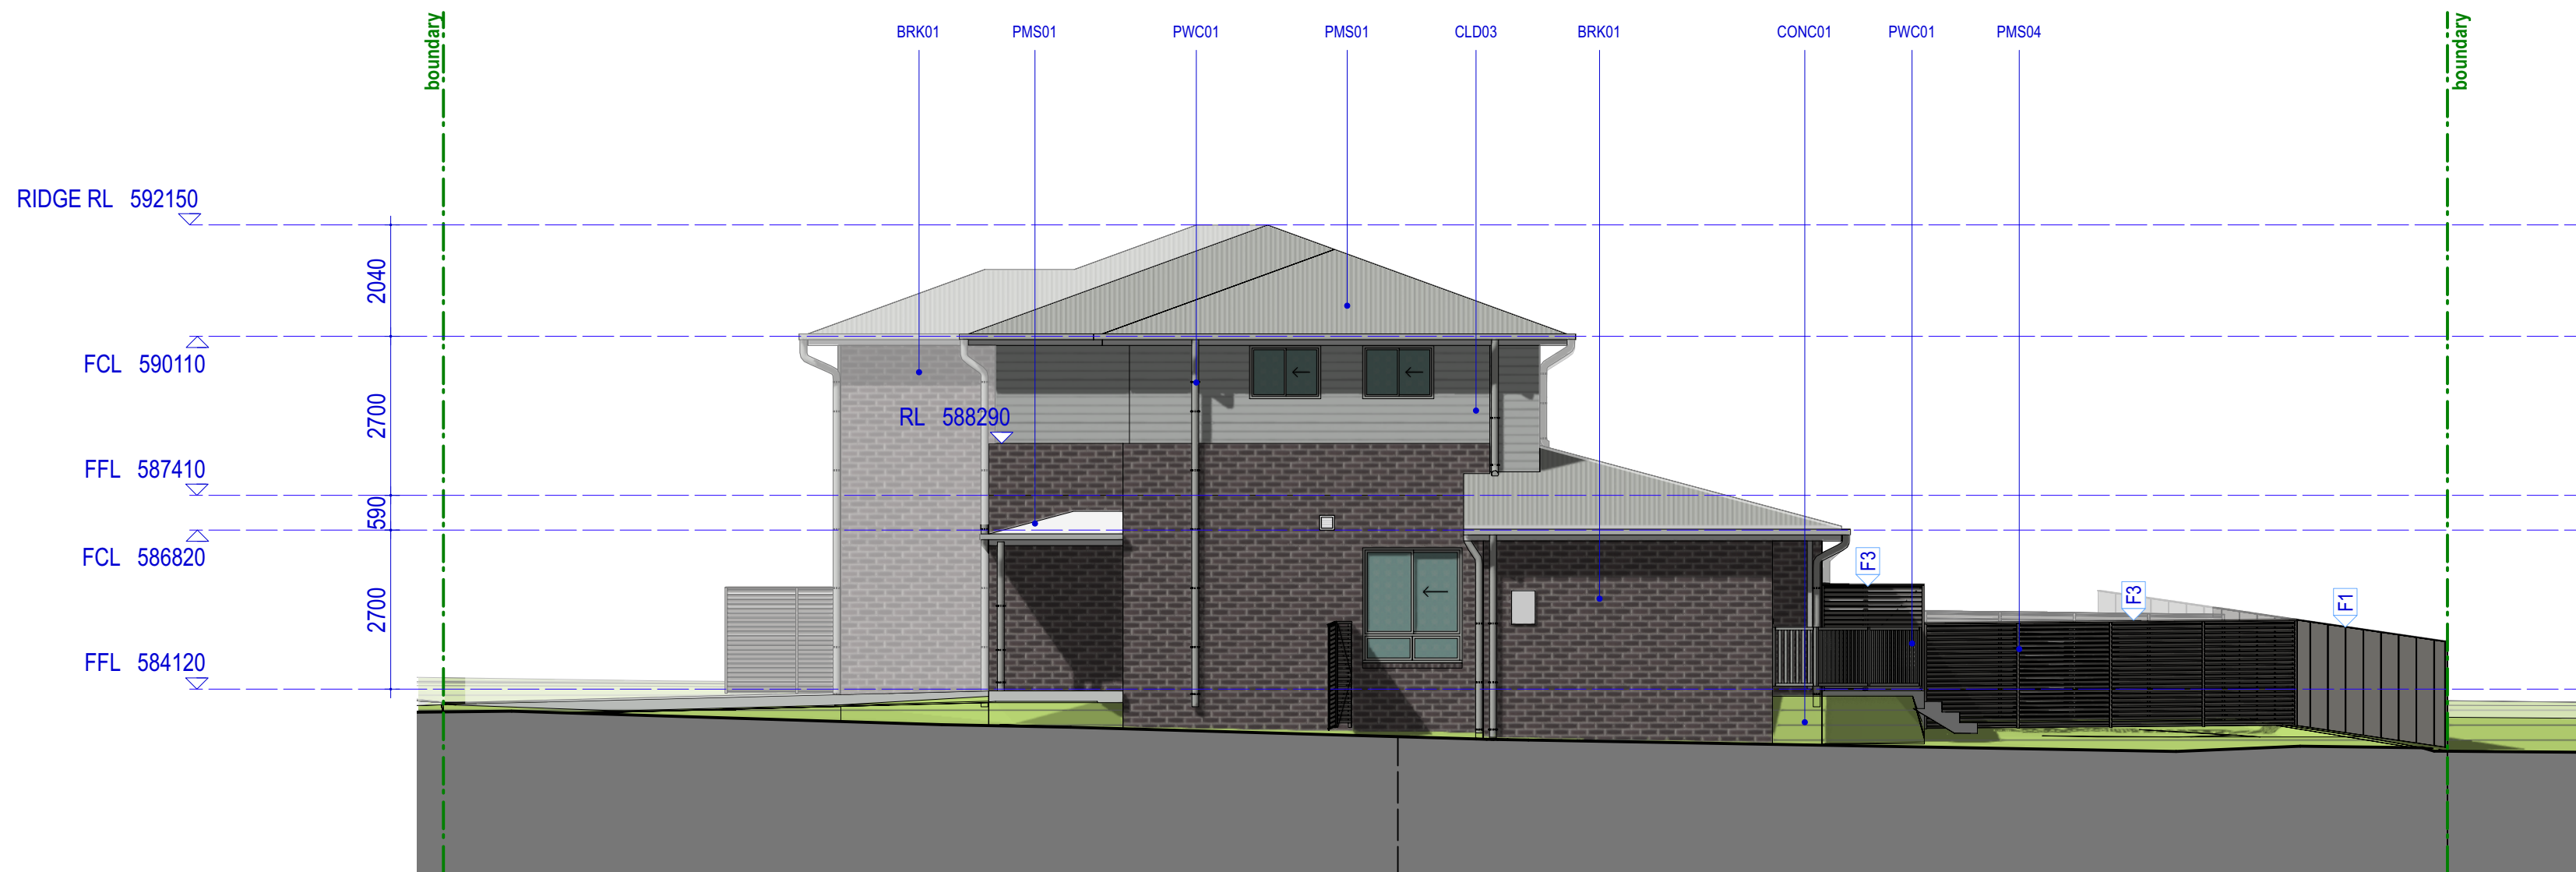 boundary
BRK01
PMS01
PWC01
PMS01
CLD03
BRK01
CONC01
PWC01
PMS04
boundary
RIDGE RL 592150
2040
FCL 590110
2700
RL 588290
FFL 587410
590
FCL 586820
F3
F3
F1
2700
FFL 584120